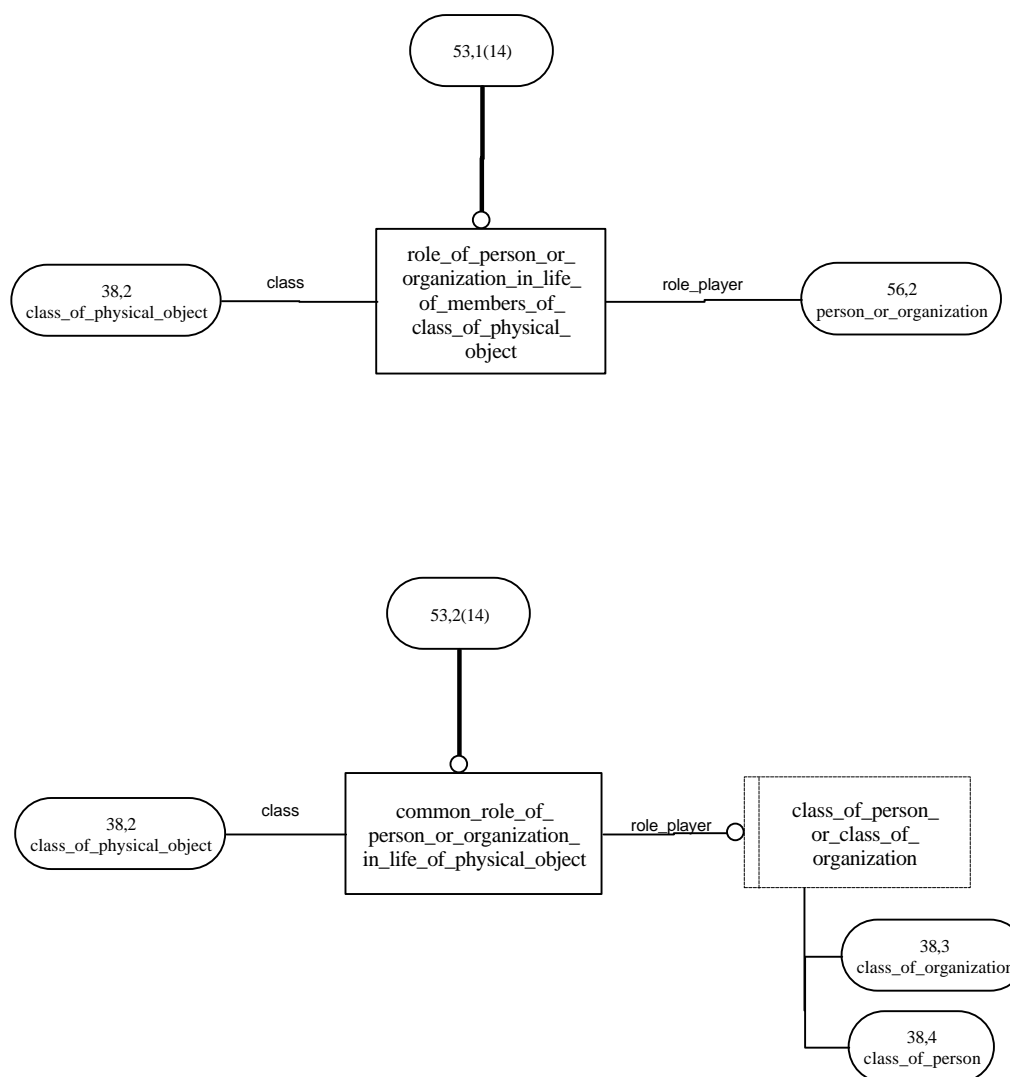 53,1(14)
role_of_person_or_
organization_in_life_
of_members_of_
class_of_physical_
object
class
38,2
class_of_physical_object
role_player
56,2
person_or_organization
53,2(14)
common_role_of_
person_or_organization_
in_life_of_physical_object
class
38,2
class_of_physical_object
role_player
class_of_person_
or_class_of_
organization
38,3
class_of_organization
38,4
class_of_person